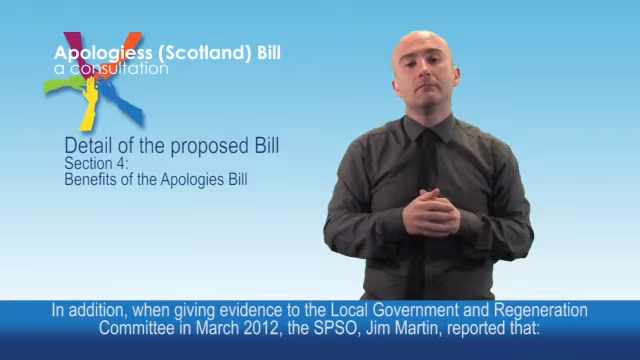 Apologiess (Scotland) Bill
a consultation
Detail of the proposed Bill
Section 4:
Benefits of the Apologies Bill
In addition, when giving evidence to the Local Government and Regeneration
Committee in March 2012, the SPSO, Jim Martin, reported that: